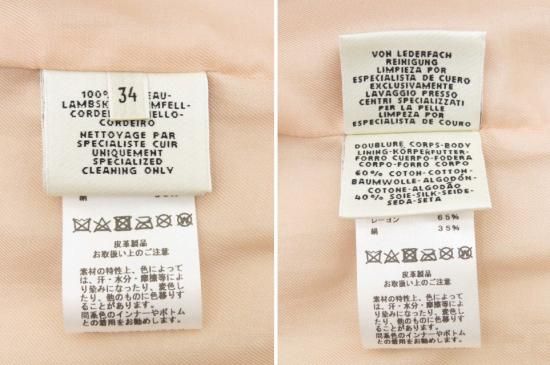 34
100%
EAU-
LAMBSK
MFELL-
CORDE
ELLO-
CORDEIRO
NETTOYAGE PAR
SPECIALISTE CUIR
UNIQUEMENT
SPECIALIZED
CLEANING ONLY
皮革製品
お取扱い上のご注意
素材の特性上、色によって
は、汗・水分・摩擦等によ
り染みになったり、変色し
たり、他のものに色移りす
ることがあります。
同系色のインナーやボトム
との着用をお勧めします。
VON LEDERFACH
REINIGUNG
LIMPIEZA POR
ESPECIALISTA DE CUERO
EXCLUSIVAMENTE
LAVAGGIO PRESSO
CENTRI SPECIALIZZATI
PER LA PELLE
LIMPEZA POR
ESPECIALISTA DE COURO
DOUBLURE CORPS-BODY
LINING-KÖRPERFUTTER-
FORRO CUERPO-FODERA
CORPO-FORRO CORPO
60% COTON-COTTON-
BAUMWOLLE-ALGODÓN-
COTONE-ALGODÃO
40% SOIE-SILK-SEIDE-
SEDA-SETA
レーヨン 65%
絹 35%
皮革製品
お取扱い上のご注意
素材の特性上、色によって
は、汗・水分・摩擦等によ
り染みになったり、変色し
たり、他のものに色移りす
ることがあります。
同系色のインナーやボトム
との着用をお勧めします。